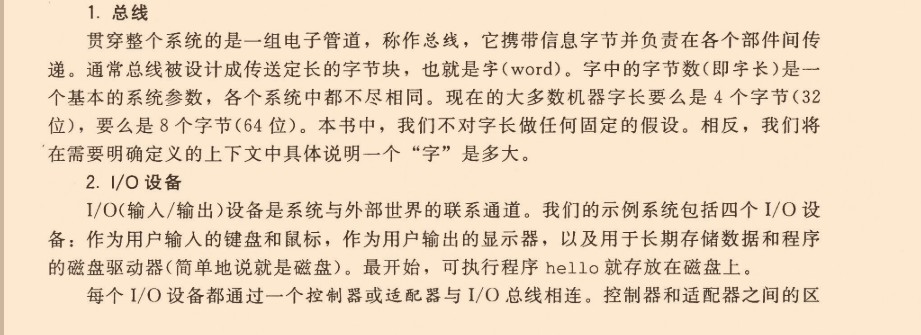 1. 总线
贯穿整个系统的是一组电子管道，称作总线，它携带信息字节并负责在各个部件间传
递。通常总线被设计成传送定长的字节块，也就是字(word)。字中的字节数(即字长)是一
个基本的系统参数，各个系统中都不尽相同。现在的大多数机器字长要么是 4 个字节(32
位)，要么是 8 个字节(64 位)。本书中，我们不对字长做任何固定的假设。相反，我们将
在需要明确定义的上下文中具体说明一个“字”是多大。
2. I/O 设备
I/O(输入/输出)设备是系统与外部世界的联系通道。我们的示例系统包括四个 I/O 设
备：作为用户输入的键盘和鼠标，作为用户输出的显示器，以及用于长期存储数据和程序
的磁盘驱动器(简单地说就是磁盘)。最开始，可执行程序 hello 就存放在磁盘上。
每个 I/O 设备都通过一个控制器或适配器与 I/O 总线相连。控制器和适配器之间的区